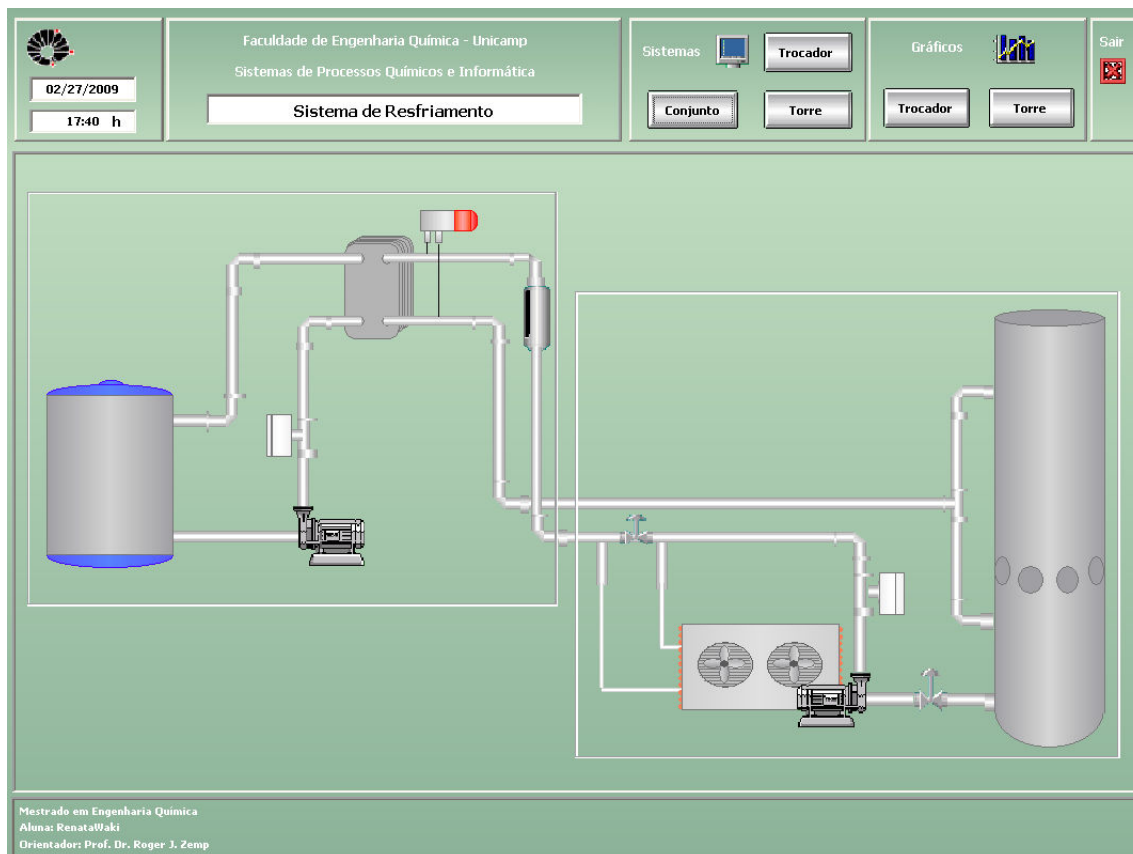 02/27/2009
17:40 h
Faculdade de Engenharia Química - Unicamp
Sistemas de Processos Químicos e Informática
Sistema de Resfriamento
Sistemas
Trocador
Conjunto
Torre
Gráficos
Trocador
Torre
Sair
Mestrado em Engenharia Química
Aluna: RenataWaki
Orientador: Prof. Dr. Roger J. Zemp